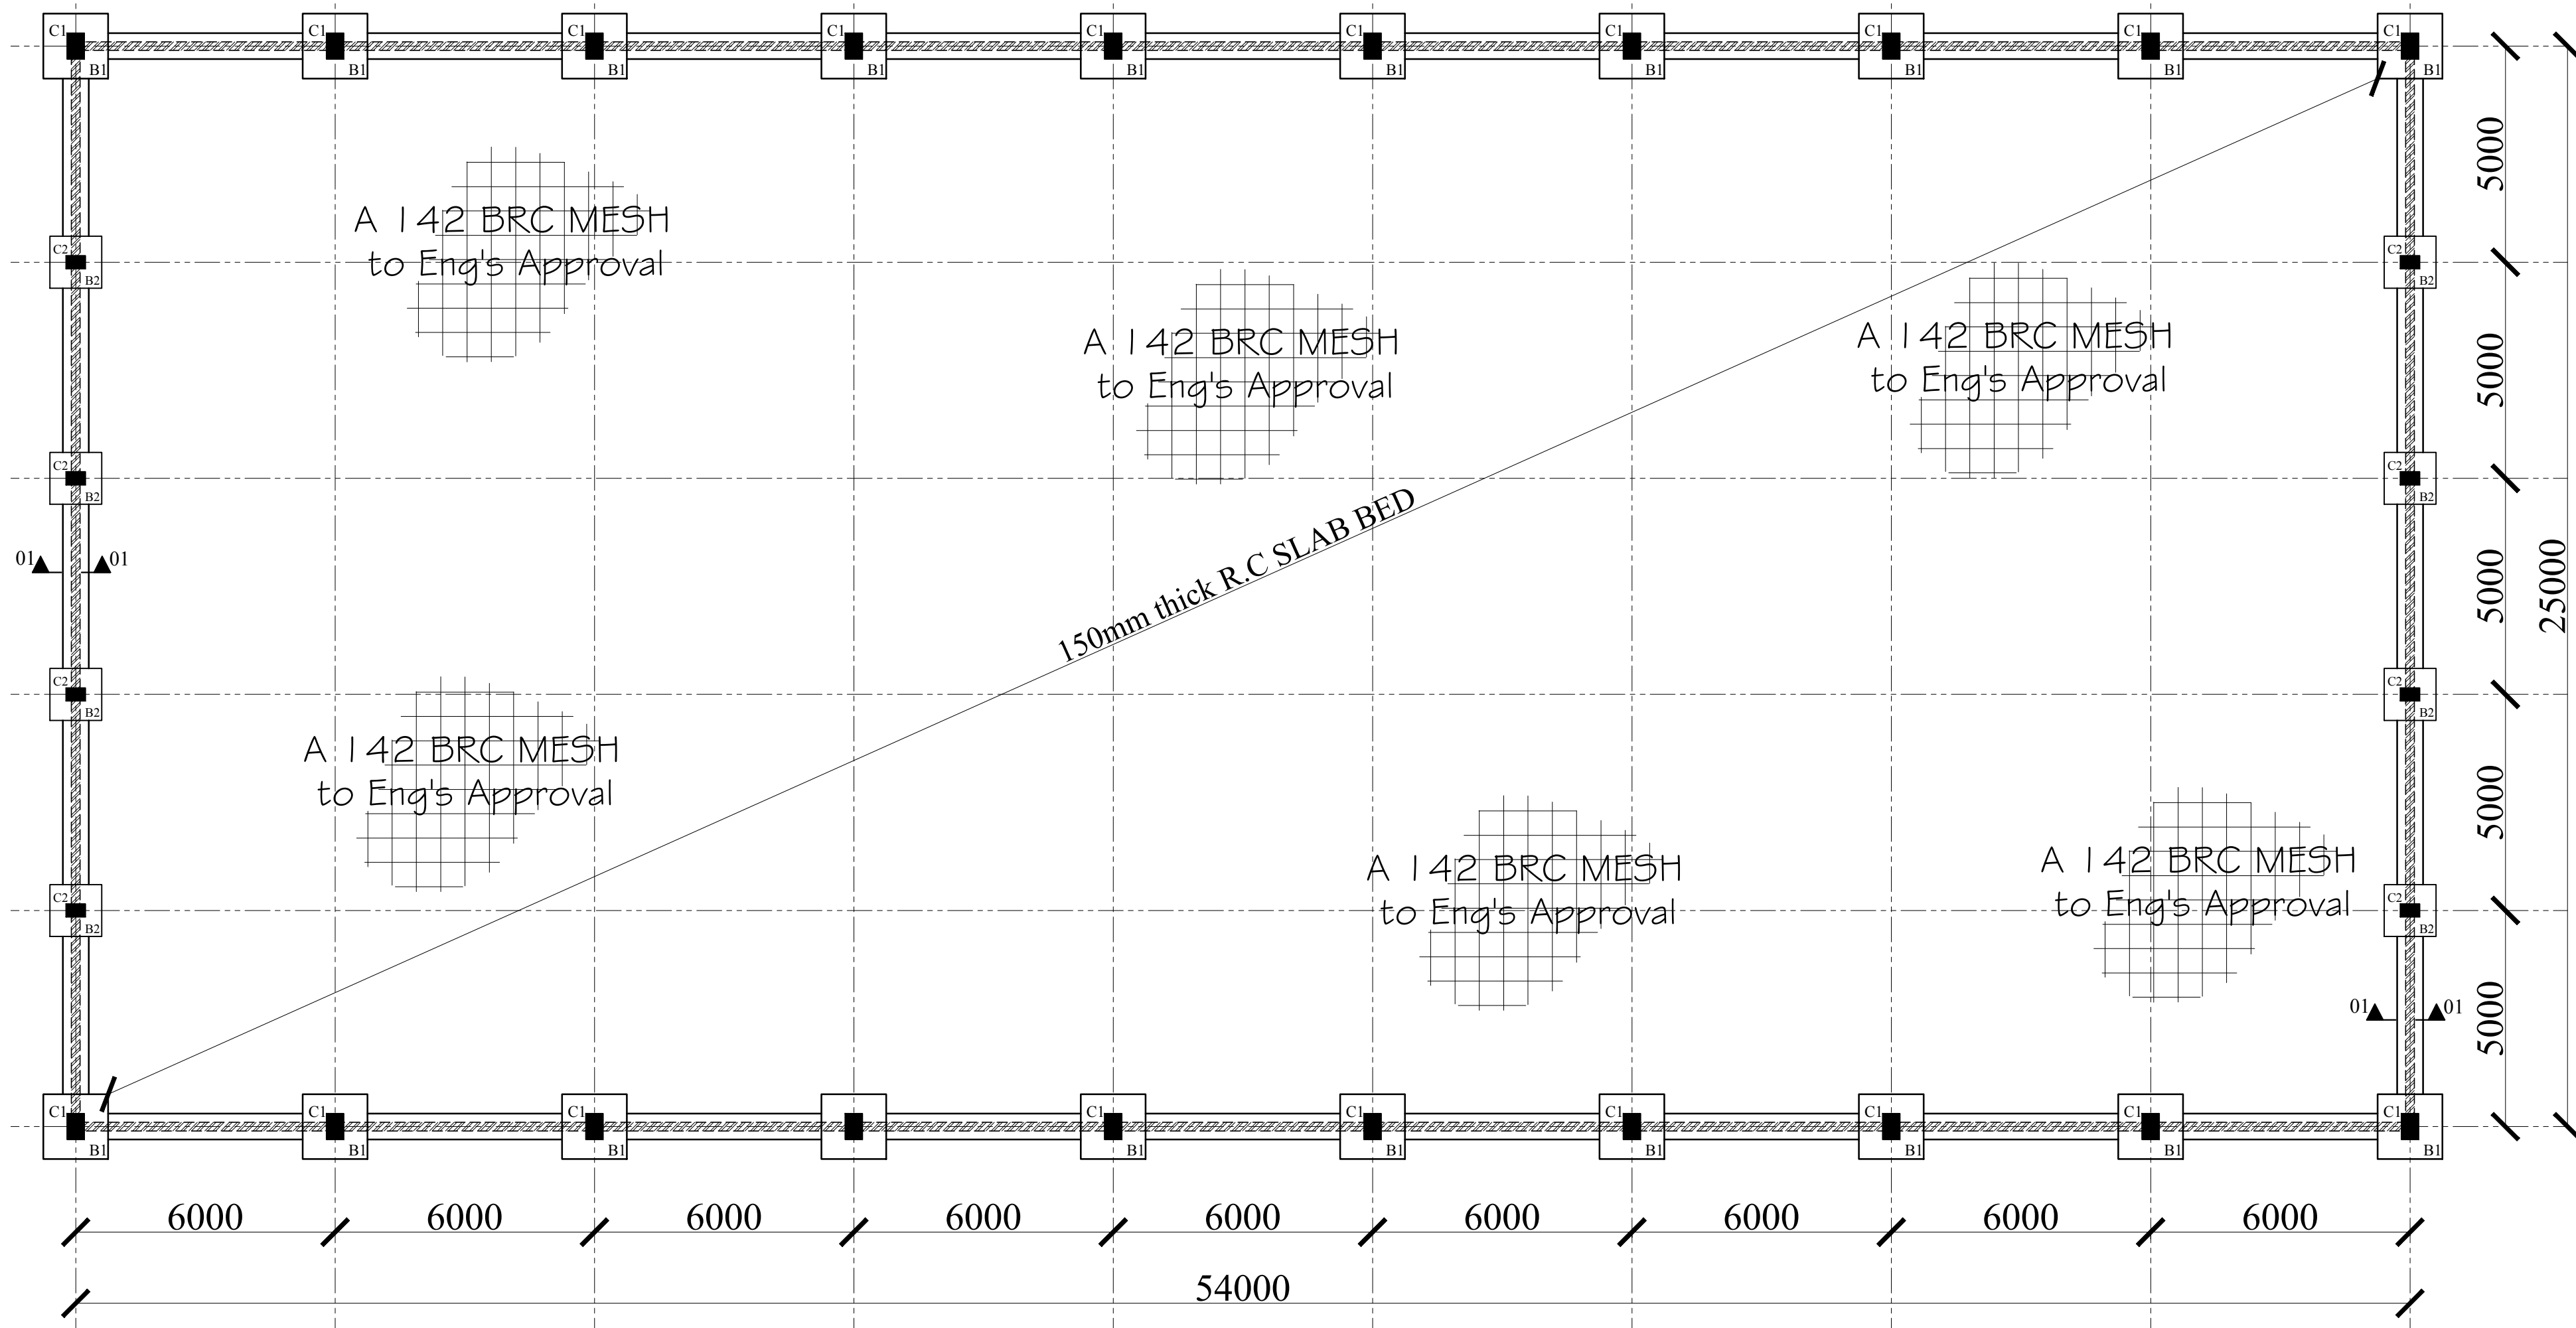 C1 C1 C1 C1 C1 C1 C1 C1 C1 C1
B1 B1 B1 B1 B1 B1 B1 B1 B1 B1
5000
A 142 BRC MESH
to Eng's Approval
C2 C2
B2 B2
A 142 BRC MESH
to Eng's Approval
A 142 BRC MESH
to Eng's Approval
5000
C2 C2
B2 B2
150mm thick R.C SLAB BED
01 01
5000
25000
C2 C2
B2 B2
A 142 BRC MESH
to Eng's Approval
5000
A 142 BRC MESH
to Eng's Approval
A 142 BRC MESH
to Eng's Approval
C2 C2
B2 B2
01 01
5000
C1 C1 C1 C1 C1 C1 C1 C1 C1
B1 B1 B1 B1 B1 B1 B1 B1 B1
6000 6000 6000 6000 6000 6000 6000 6000 6000
54000